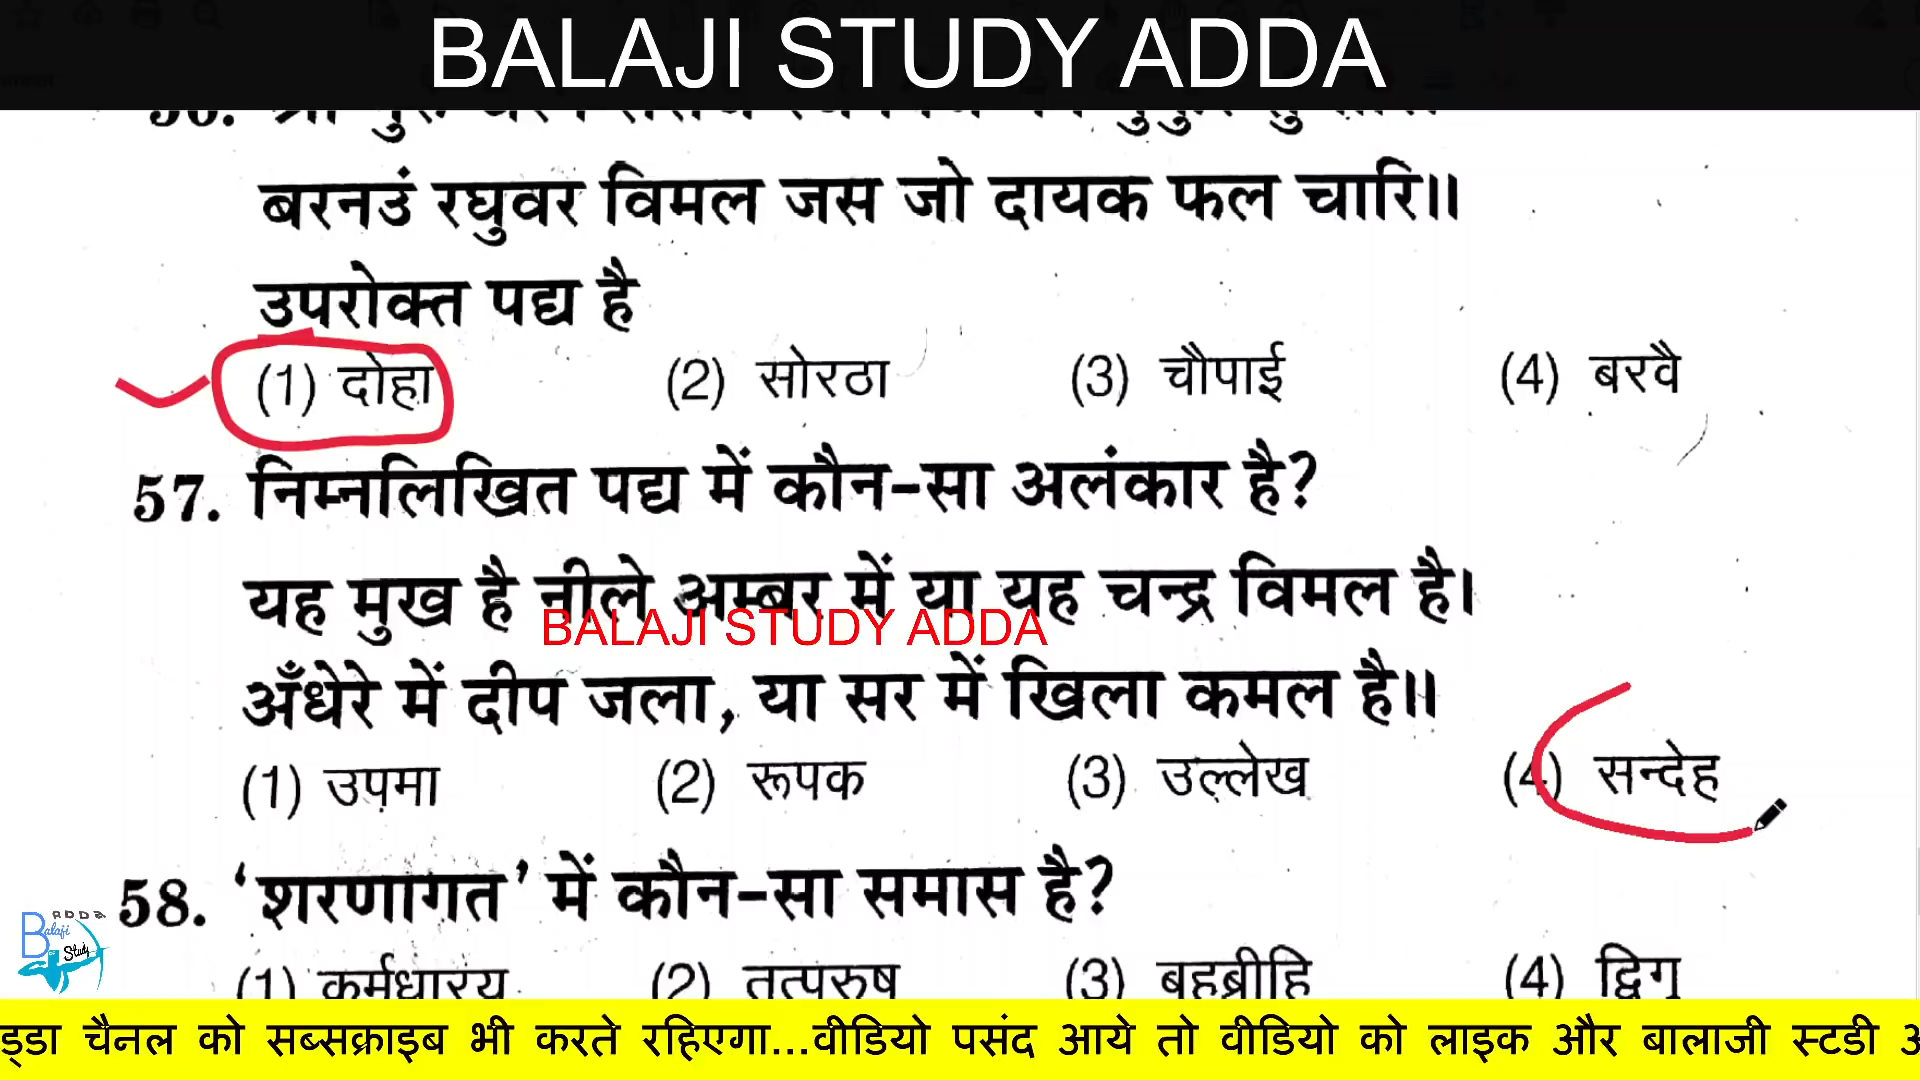 BALAJI STUDY ADDA
बरनउं रघुवर विमल जस जो दायक फल चारि॥
उपरोक्त पद्य है
(1) दोहा (2) सोरठा (3) चौपाई (4) बरवै
57. निम्नलिखित पद्य में कौन-सा अलंकार है?
यह मुख है नीले अम्बर में या यह चन्द्र विमल है।
BALAJI STUDY ADDA
अँधेरे में दीप जला, या सर में खिला कमल है॥
(1) उपमा (2) रूपक (3) उल्लेख (4) सन्देह
58. ‘शरणागत’ में कौन-सा समास है?
(1) कर्मधारय (2) तत्पुरुष (3) बहुब्रीहि (4) द्विगु
ADDA
Balaji
Study
ड्डा चैनल को सब्सक्राइब भी करते रहिएगा...वीडियो पसंद आये तो वीडियो को लाइक और बालाजी स्टडी